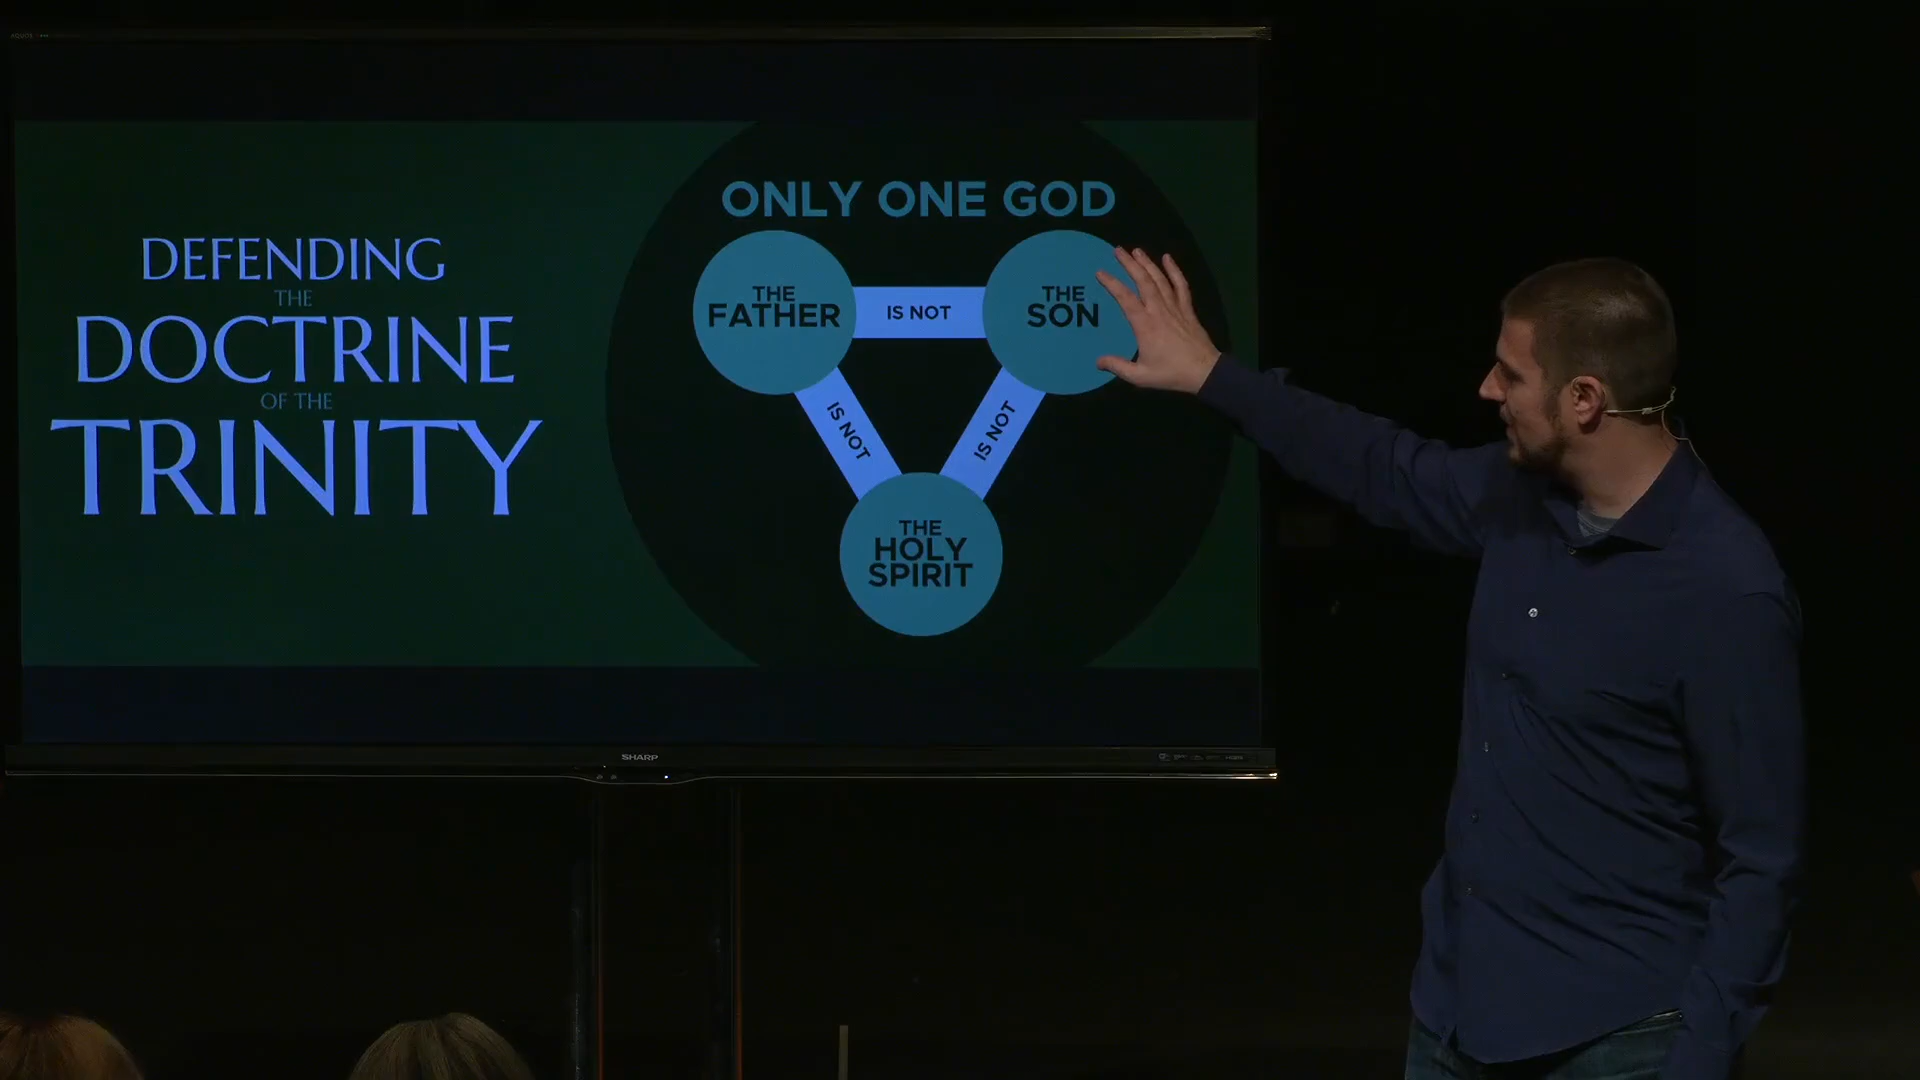 DEFENDING
THE
DOCTRINE
OF THE
TRINITY
ONLY ONE GOD
THE
FATHER
IS NOT
THE
SON
IS NOT
IS NOT
THE
HOLY
SPIRIT
SHARP